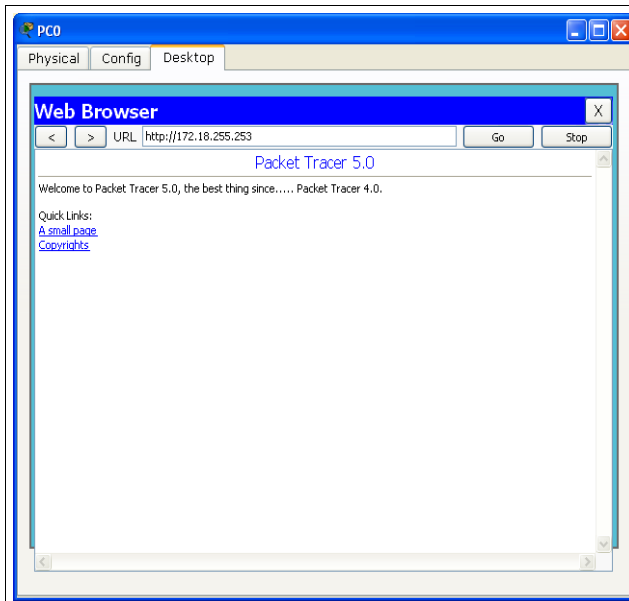 PC0
Physical Config Desktop
Web Browser X
< > URL http://172.18.255.253 Go Stop
Packet Tracer 5.0
Welcome to Packet Tracer 5.0, the best thing since..... Packet Tracer 4.0.
Quick Links:
A small page
Copyrights